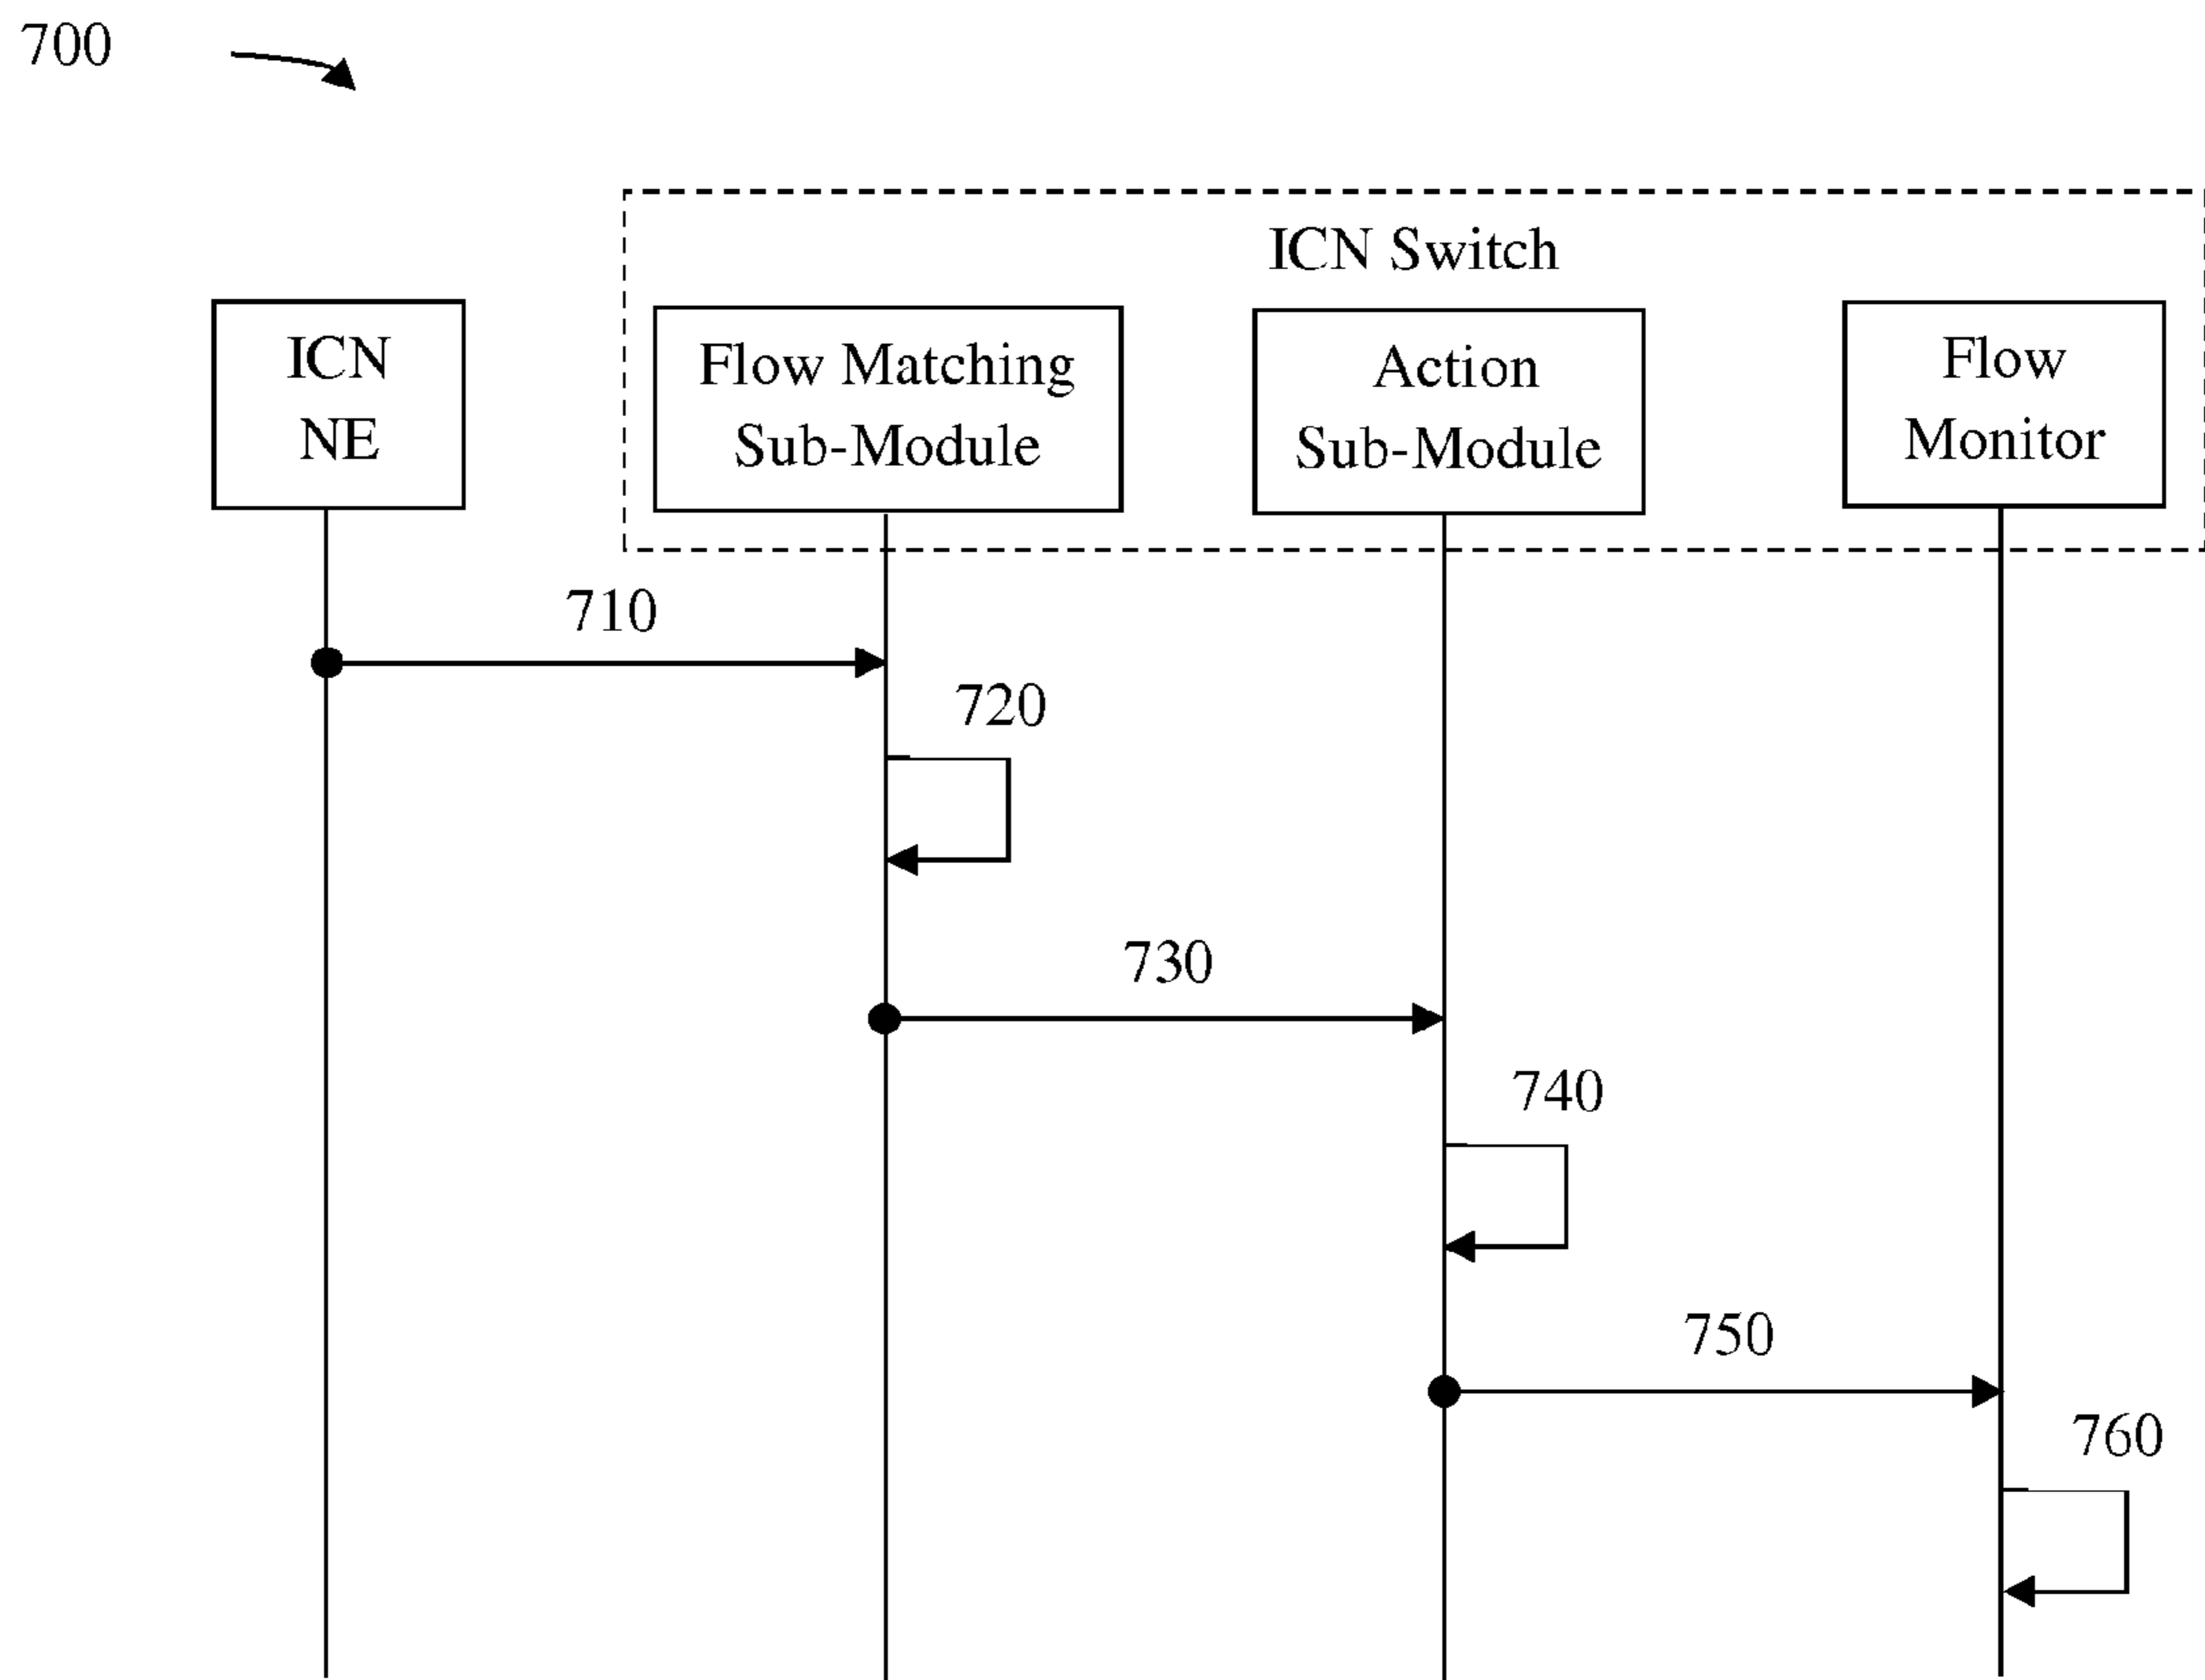 700
ICN Switch
ICN
NE
Flow Matching
Sub-Module
Action
Sub-Module
Flow
Monitor
710
720
730
740
750
760